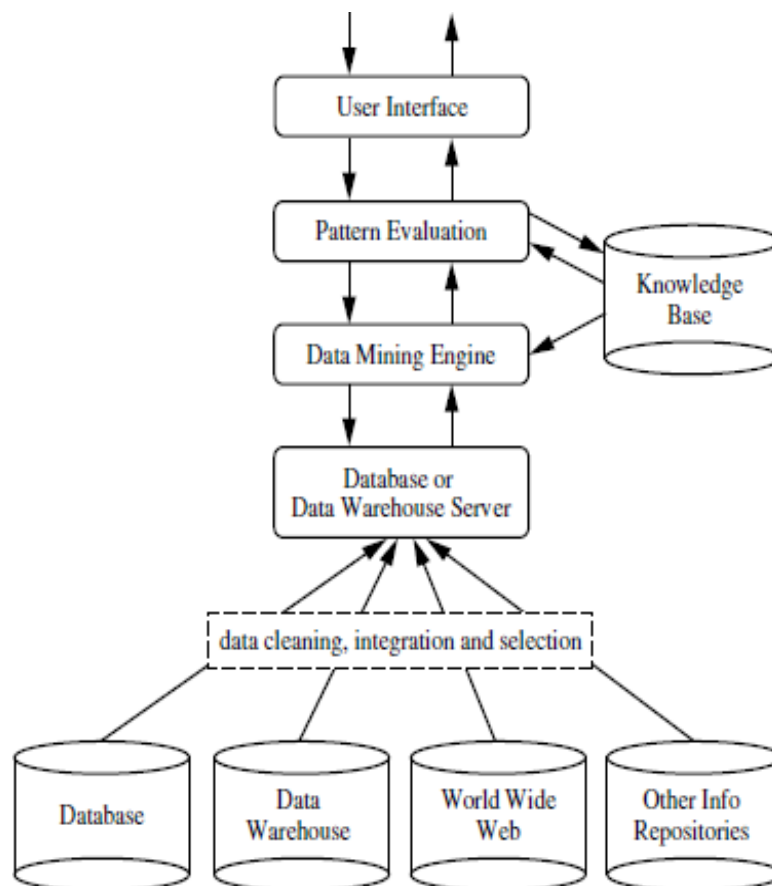 User Interface
Pattern Evaluation
Knowledge
Base
Data Mining Engine
Database or
Data Warehouse Server
data cleaning, integration and selection
Database
Data
Warehouse
World Wide
Web
Other Info
Repositories